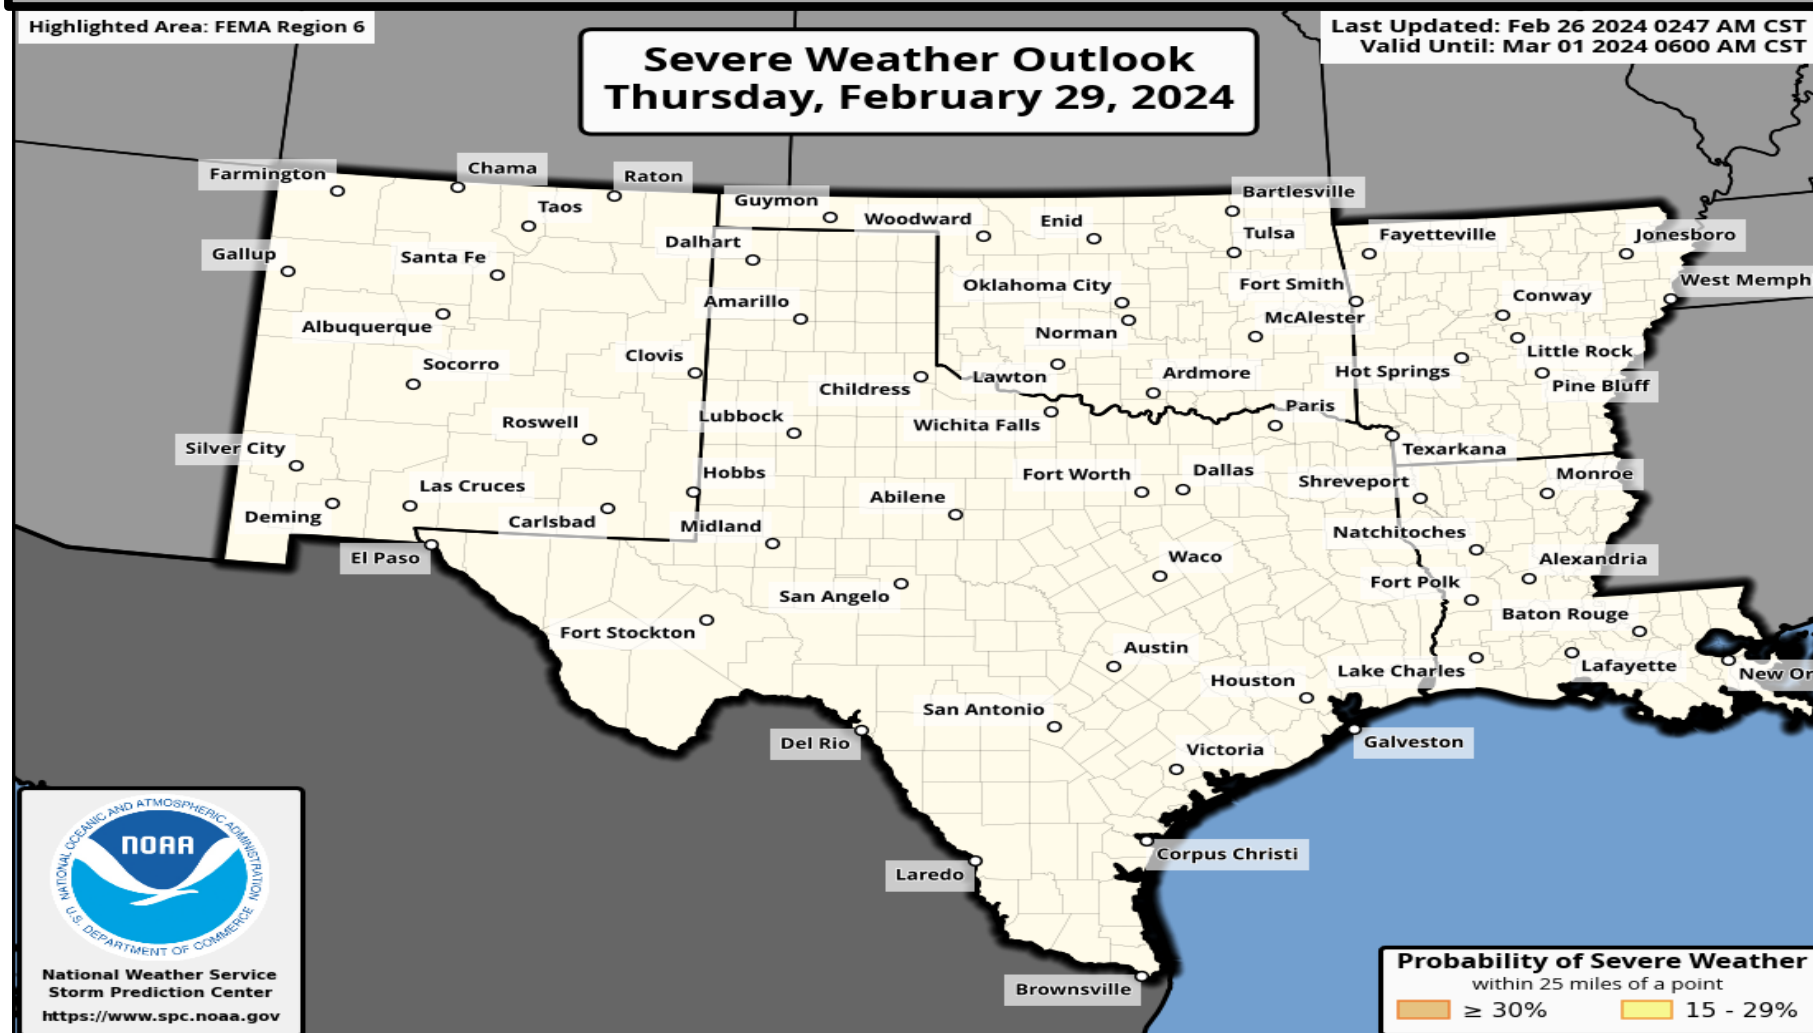 Highlighted Area: FEMA Region 6
Severe Weather Outlook
Thursday, February 29, 2024
Last Updated: Feb 26 2024 0247 AM CST
Valid Until: Mar 01 2024 0600 AM CST
Farmington
Chama
Raton
Taos
Guymon
Woodward
Enid
Bartlesville
Gallup
Santa Fe
Dalhart
Tulsa
Fayetteville
Jonesboro
Albuquerque
Amarillo
Oklahoma City
Fort Smith
Conway
West Memph
Socorro
Clovis
Norman
McAlester
Little Rock
Childress
Lawton
Ardmore
Hot Springs
Pine Bluff
Roswell
Lubbock
Wichita Falls
Paris
Texarkana
Silver City
Las Cruces
Hobbs
Abilene
Fort Worth
Dallas
Shreveport
Monroe
Deming
Carlsbad
Midland
Natchitoches
El Paso
Waco
Alexandria
San Angelo
Fort Polk
Fort Stockton
Baton Rouge
Austin
Lake Charles
Lafayette
New Or
Houston
San Antonio
Del Rio
Victoria
Galveston
Laredo
Corpus Christi
Brownsville
NATIONAL OCEANIC AND ATMOSPHERIC ADMINISTRATION
NOAA
U.S. DEPARTMENT OF COMMERCE
National Weather Service
Storm Prediction Center
https://www.spc.noaa.gov
Probability of Severe Weather
within 25 miles of a point
≥ 30%
15 - 29%